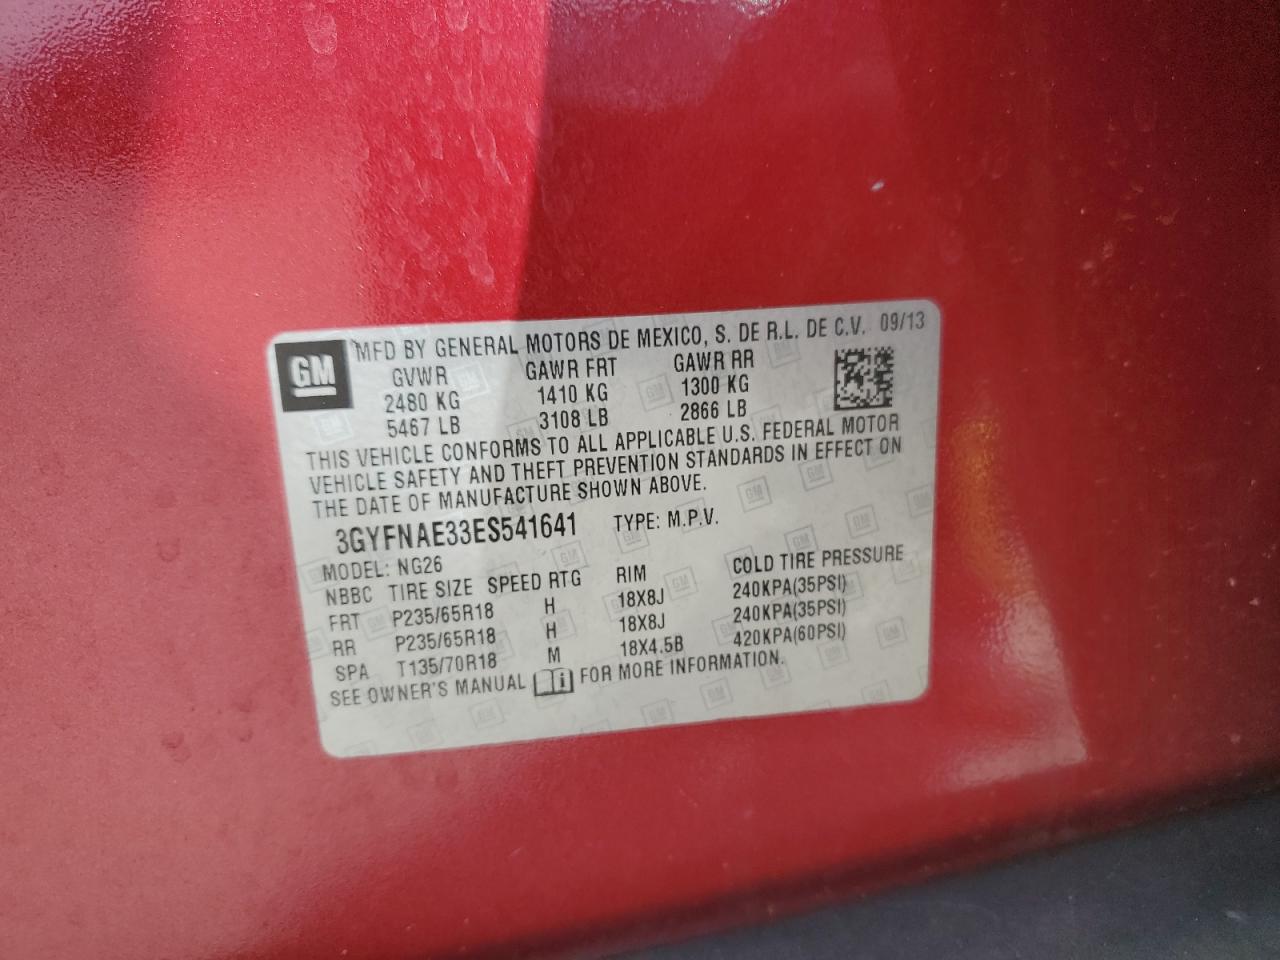 GM
MFD BY GENERAL MOTORS DE MEXICO, S. DE R.L. DE C.V. 09/13
GVWR GAWR FRT GAWR RR
2480 KG 1410 KG 1300 KG
5467 LB 3108 LB 2866 LB
THIS VEHICLE CONFORMS TO ALL APPLICABLE U.S. FEDERAL MOTOR
VEHICLE SAFETY AND THEFT PREVENTION STANDARDS IN EFFECT ON
THE DATE OF MANUFACTURE SHOWN ABOVE.
3GYFNAE33ES541641 TYPE: M.P.V.
MODEL: NG26
NBBC TIRE SIZE SPEED RTG RIM COLD TIRE PRESSURE
FRT P235/65R18 H 18X8J 240KPA(35PSI)
RR P235/65R18 H 18X8J 240KPA(35PSI)
SPA T135/70R18 M 18X4.5B 420KPA(60PSI)
SEE OWNER'S MANUAL i FOR MORE INFORMATION.